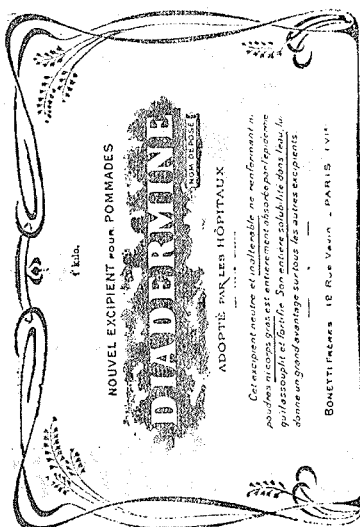 1 kilo.
NOUVEL EXCIPIENT POUR POMMADES
DIADERMINE
NOM DÉPOSÉ
ADOPTÉ PAR LES HÔPITAUX
Cet excipient neutre et inaltérable ne renfermant ni
poudres ni corps gras est entièrement absorbé par l'épiderme
qu'il assouplit et fortifie. Son entière solubilité dans l'eau lui
donne un grand avantage sur tous les autres excipients.
BONETTI FRÈRES 12 Rue Vavin _ PARIS (VIe